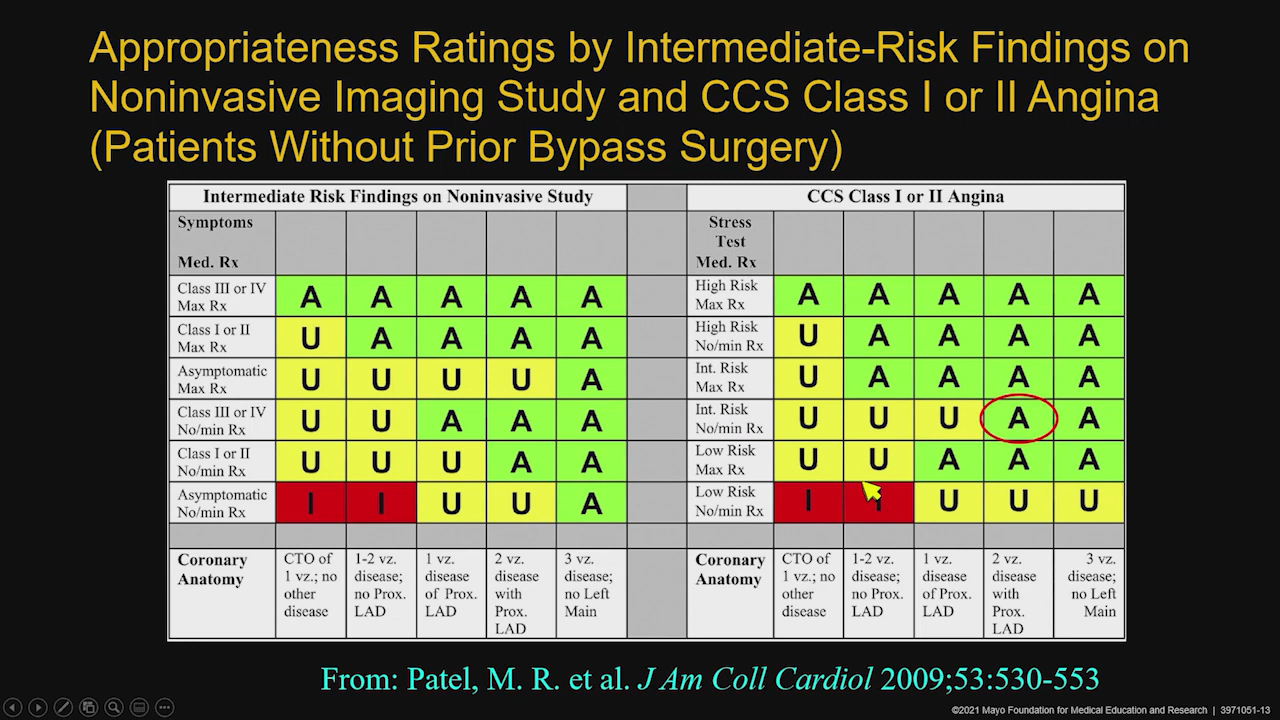 Appropriateness Ratings by Intermediate-Risk Findings on
Noninvasive Imaging Study and CCS Class I or II Angina
(Patients Without Prior Bypass Surgery)
Intermediate Risk Findings on Noninvasive Study
Symptoms
Med. Rx
Class III or IV
Max Rx
A A A A A
Class I or II
Max Rx
U A A A A
Asymptomatic
Max Rx
U U U U A
Class III or IV
No/min Rx
U U A A A
Class I or II
No/min Rx
U U U A A
Asymptomatic
No/min Rx
I I U U A
Coronary
Anatomy
CTO of
1 vz.; no
other
disease
1-2 vz.
disease;
no Prox.
LAD
1 vz.
disease
of Prox.
LAD
2 vz.
disease
with
Prox.
LAD
3 vz.
disease;
no Left
Main
CCS Class I or II Angina
Stress
Test
Med. Rx
High Risk
Max Rx
A A A A A
High Risk
No/min Rx
U A A A A
Int. Risk
Max Rx
U A A A A
Int. Risk
No/min Rx
U U U A A
Low Risk
Max Rx
U U A A A
Low Risk
No/min Rx
I I U U U
Coronary
Anatomy
CTO of
1 vz.; no
other
disease
1-2 vz.
disease;
no Prox.
LAD
1 vz.
disease
of Prox.
LAD
2 vz.
disease
with
Prox.
LAD
3 vz.
disease;
no Left
Main
From: Patel, M. R. et al. J Am Coll Cardiol 2009;53:530-553
©2021 Mayo Foundation for Medical Education and Research | 3971051-13